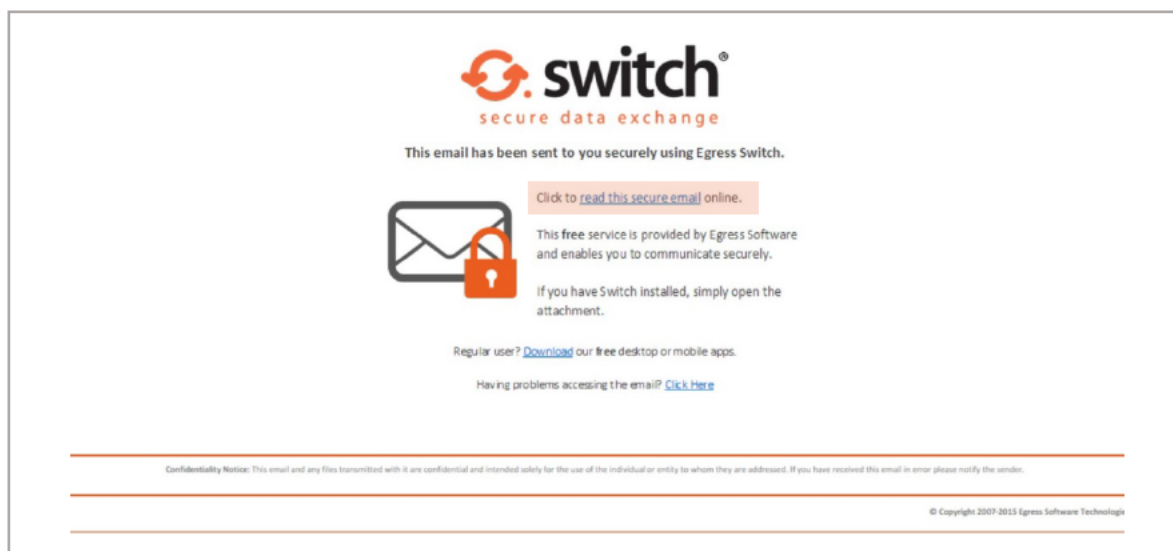 switch®
secure data exchange
This email has been sent to you securely using Egress Switch.
Click to read this secure email online.
This free service is provided by Egress Software
and enables you to communicate securely.
If you have Switch installed, simply open the
attachment.
Regular user? Download our free desktop or mobile apps.
Having problems accessing the email? Click Here
Confidentiality Notice: This email and any files transmitted with it are confidential and intended solely for the use of the individual or entity to whom they are addressed. If you have received this email in error please notify the sender.
© Copyright 2007-2015 Egress Software Technologie